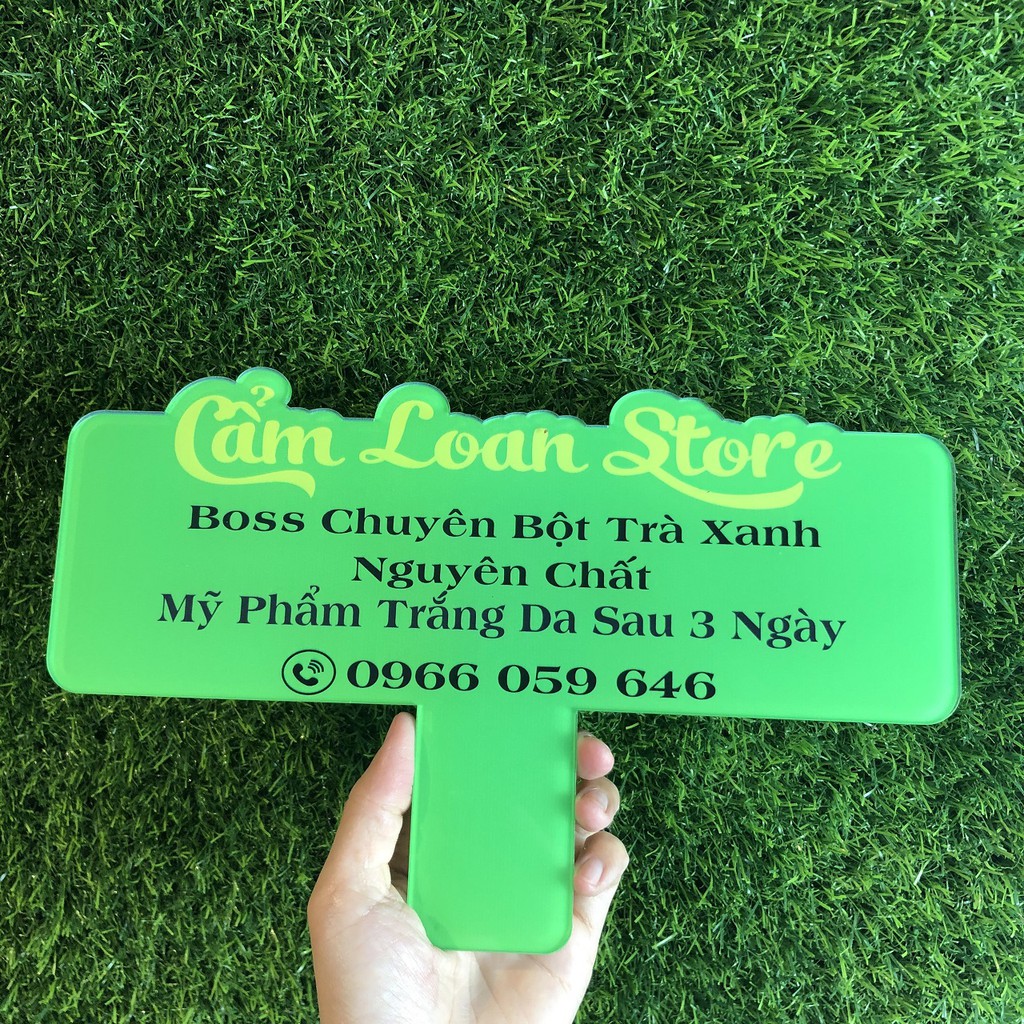 Cẩm Loan Store
Boss Chuyên Bột Trà Xanh
Nguyên Chất
Mỹ Phẩm Trắng Da Sau 3 Ngày
0966 059 646